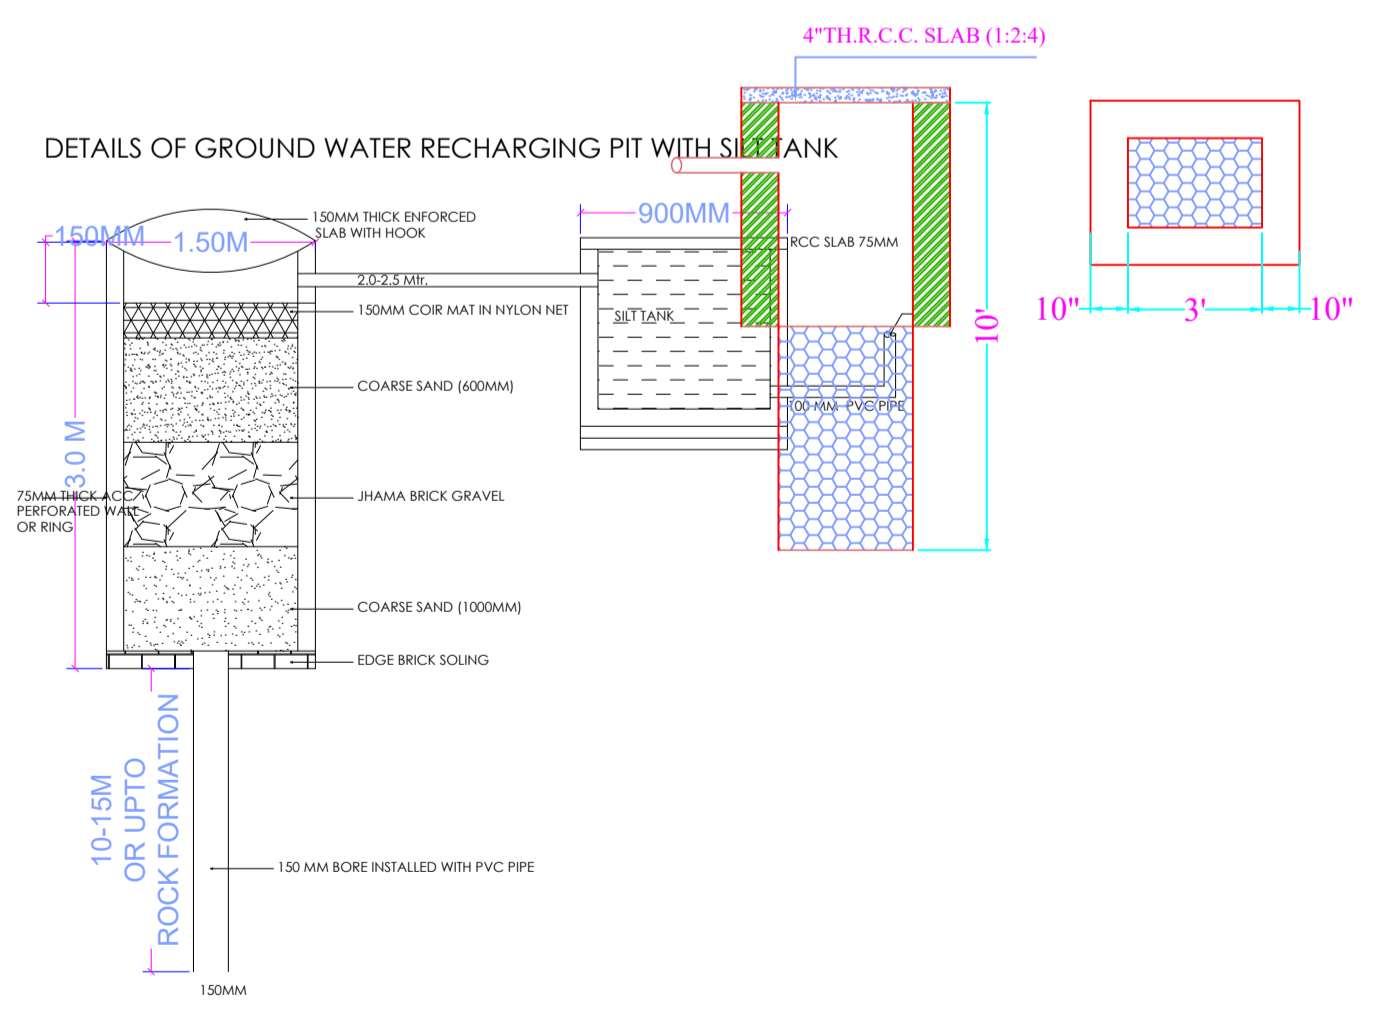 4"TH.R.C.C. SLAB (1:2:4)
DETAILS OF GROUND WATER RECHARGING PIT WITH SILT TANK
150MM THICK ENFORCED
SLAB WITH HOOK
150MM
1.50M
900MM
RCC SLAB 75MM
2.0-2.5 Mtr.
150MM COIR MAT IN NYLON NET
SILT TANK
10'
10"
3'
10"
COARSE SAND (600MM)
100 MM PVC PIPE
3.0 M
75MM THICK ACC
PERFORATED WALL
OR RING
JHAMA BRICK GRAVEL
COARSE SAND (1000MM)
EDGE BRICK SOLING
10-15M
OR UPTO
ROCK FORMATION
150 MM BORE INSTALLED WITH PVC PIPE
150MM